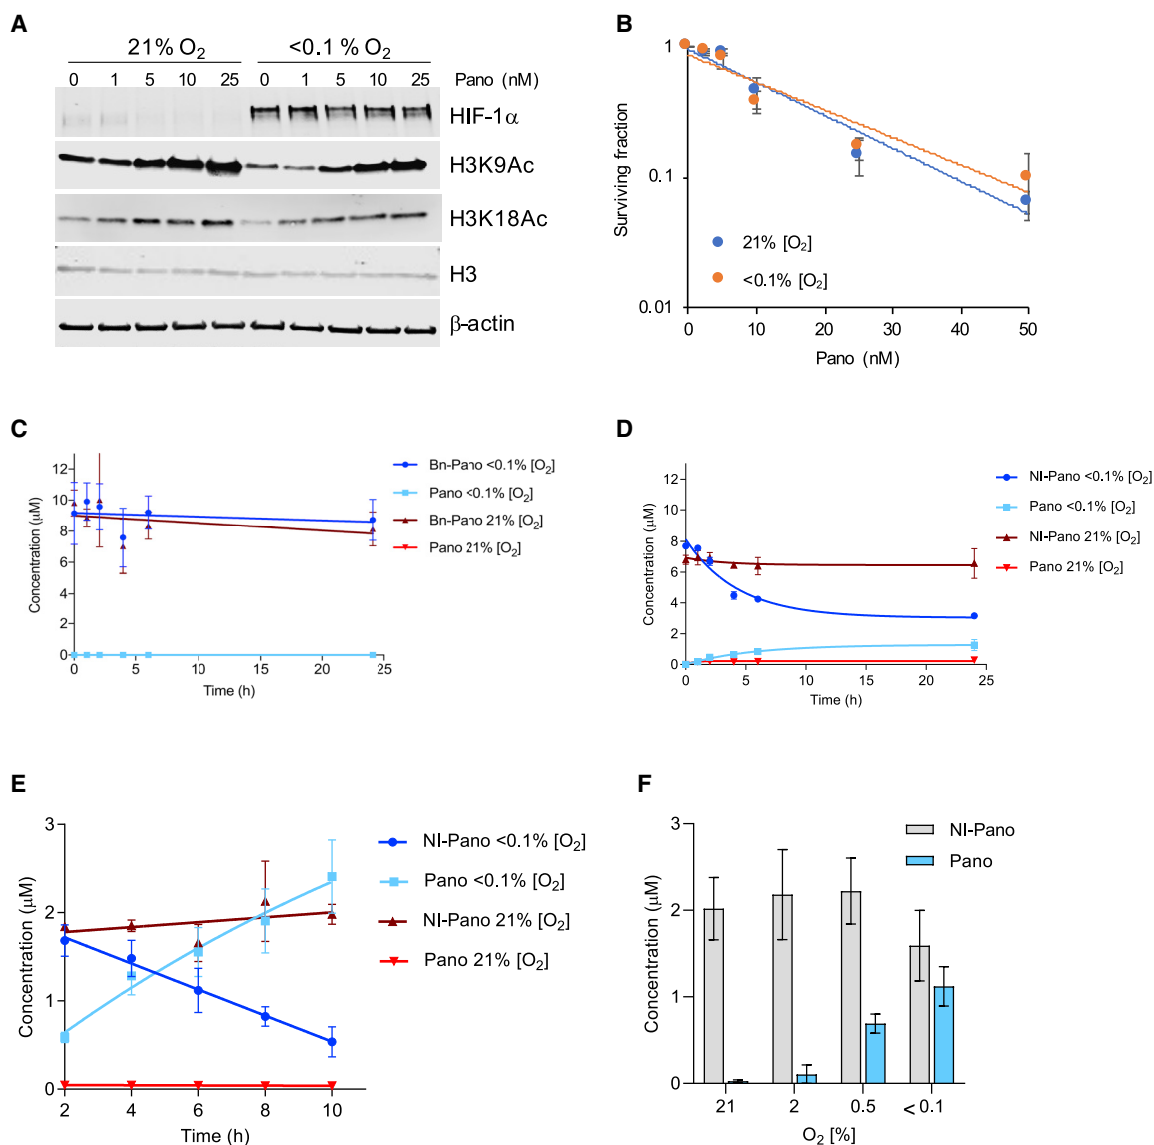 A
21% O₂ <0.1 % O₂
0 1 5 10 25 0 1 5 10 25 Pano (nM)
HIF-1α
H3K9Ac
H3K18Ac
H3
β-actin
B
Surviving fraction
1
0.1
0.01
21% [O₂]
<0.1% [O₂]
0 10 20 30 40 50
Pano (nM)
C
Concentration (μM)
12
10
8
6
4
2
0
0 5 10 15 20 25
Time (h)
Bn-Pano <0.1% [O₂]
Pano <0.1% [O₂]
Bn-Pano 21% [O₂]
Pano 21% [O₂]
D
Concentration (μM)
12
10
8
6
4
2
0
0 5 10 15 20 25
Time (h)
NI-Pano <0.1% [O₂]
Pano <0.1% [O₂]
NI-Pano 21% [O₂]
Pano 21% [O₂]
E
Concentration (μM)
3
2
1
0
2 4 6 8 10
Time (h)
NI-Pano <0.1% [O₂]
Pano <0.1% [O₂]
NI-Pano 21% [O₂]
Pano 21% [O₂]
F
Concentration (μM)
3
2
1
0
21 2 0.5 < 0.1
O₂ [%]
NI-Pano
Pano